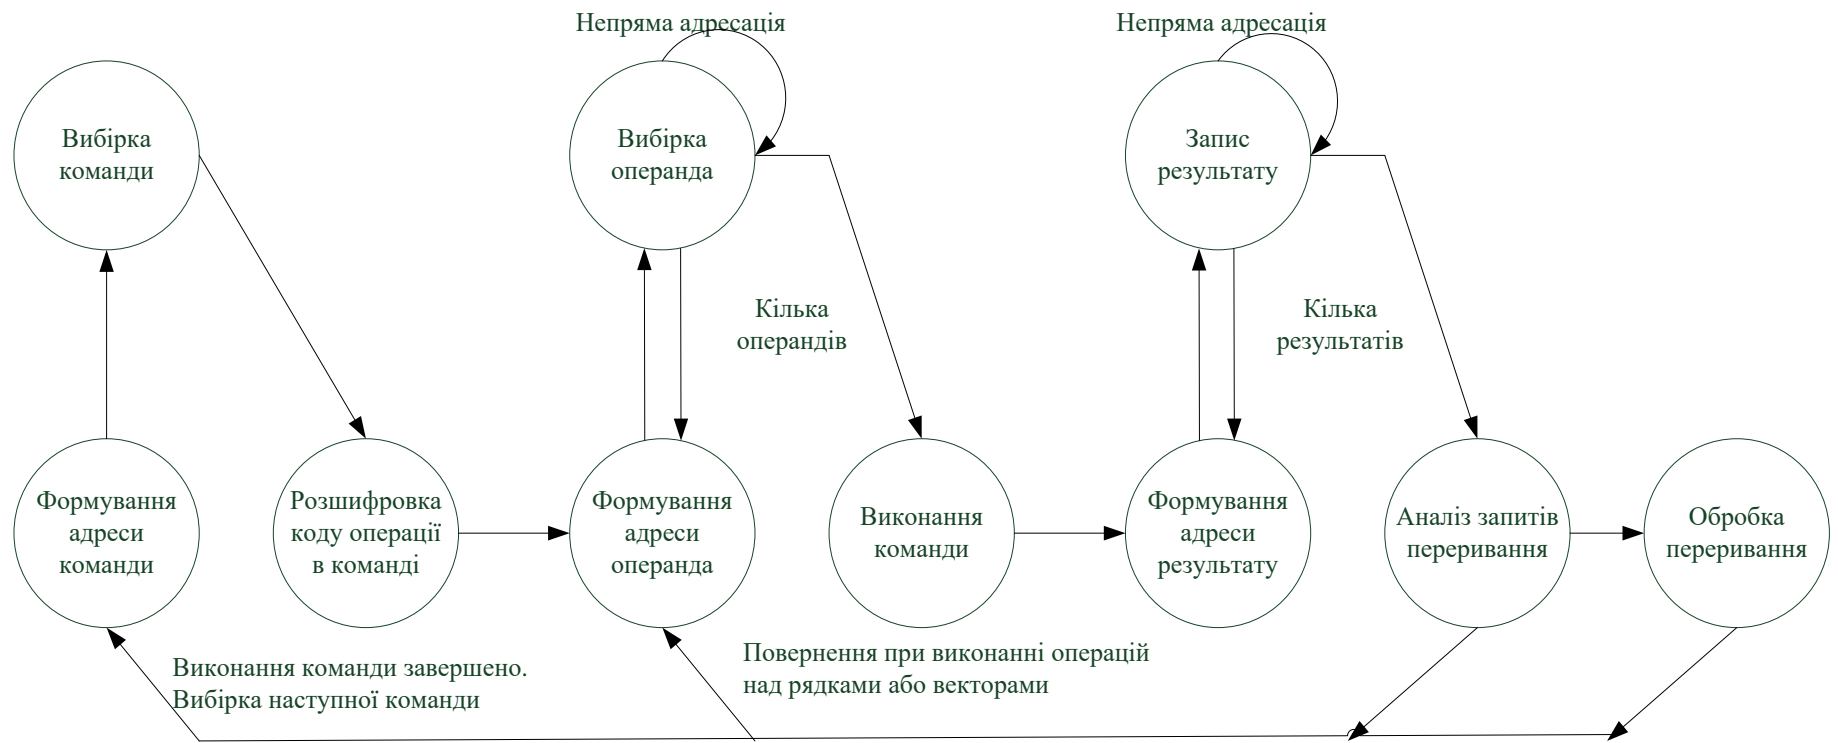 Непряма адресація
Непряма адресація
Вибірка
команди
Вибірка
операнда
Запис
результату
Кілька
операндів
Кілька
результатів
Формування
адреси
команди
Розшифровка
коду операції
в команді
Формування
адреси
операнда
Виконання
команди
Формування
адреси
результату
Аналіз запитів
переривання
Обробка
переривання
Виконання команди завершено.
Вибірка наступної команди
Повернення при виконанні операцій
над рядками або векторами